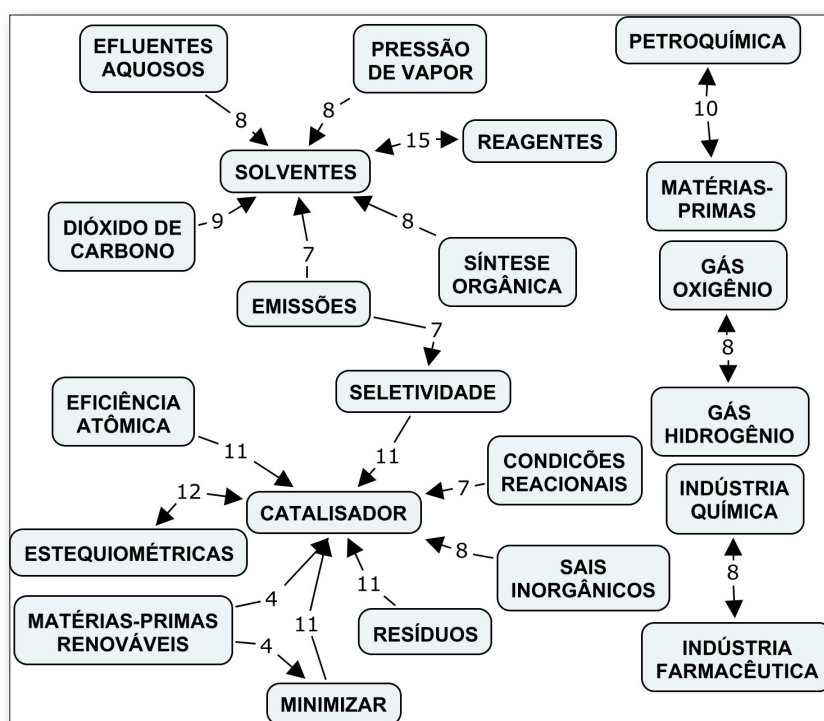 EFLUENTES
AQUOSOS
PRESSÃO
DE VAPOR
PETROQUÍMICA
8
8
10
15
REAGENTES
SOLVENTES
MATÉRIAS-
PRIMAS
DIÓXIDO DE
CARBONO
9
8
7
SÍNTESE
ORGÂNICA
GÁS
OXIGÊNIO
EMISSÕES
7
8
SELETIVIDADE
EFICIÊNCIA
ATÔMICA
GÁS
HIDROGÊNIO
11
11
CONDICÕES
REACIONAIS
7
INDÚSTRIA
QUÍMICA
12
CATALISADOR
ESTEQUIOMÉTRICAS
8
SAIS
INORGÂNICOS
8
MATÉRIAS-PRIMAS
RENOVÁVEIS
4
4
11
11
RESÍDUOS
INDÚSTRIA
FARMACÊUTICA
MINIMIZAR